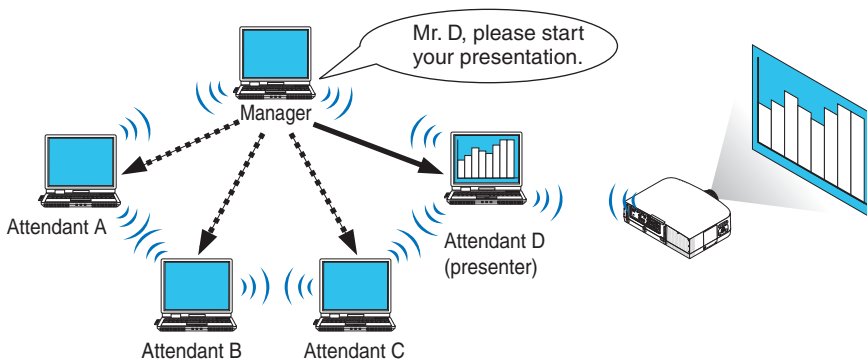 Mr. D, please start
your presentation.
Manager
Attendant A
Attendant D
(presenter)
Attendant B
Attendant C